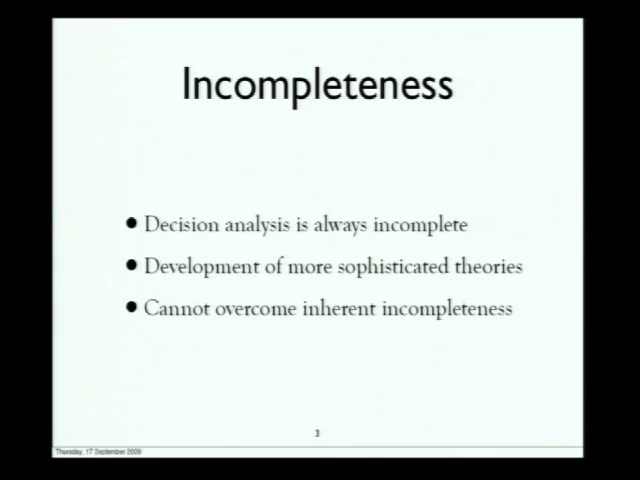 Incompleteness
● Decision analysis is always incomplete
● Development of more sophisticated theories
● Cannot overcome inherent incompleteness
3
Thursday, 17 September 2009